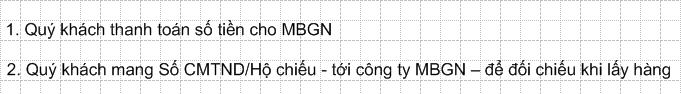 1. Quý khách thanh toán số tiền cho MBGN
2. Quý khách mang Số CMTND/Hộ chiếu - tới công ty MBGN – để đối chiếu khi lấy hàng